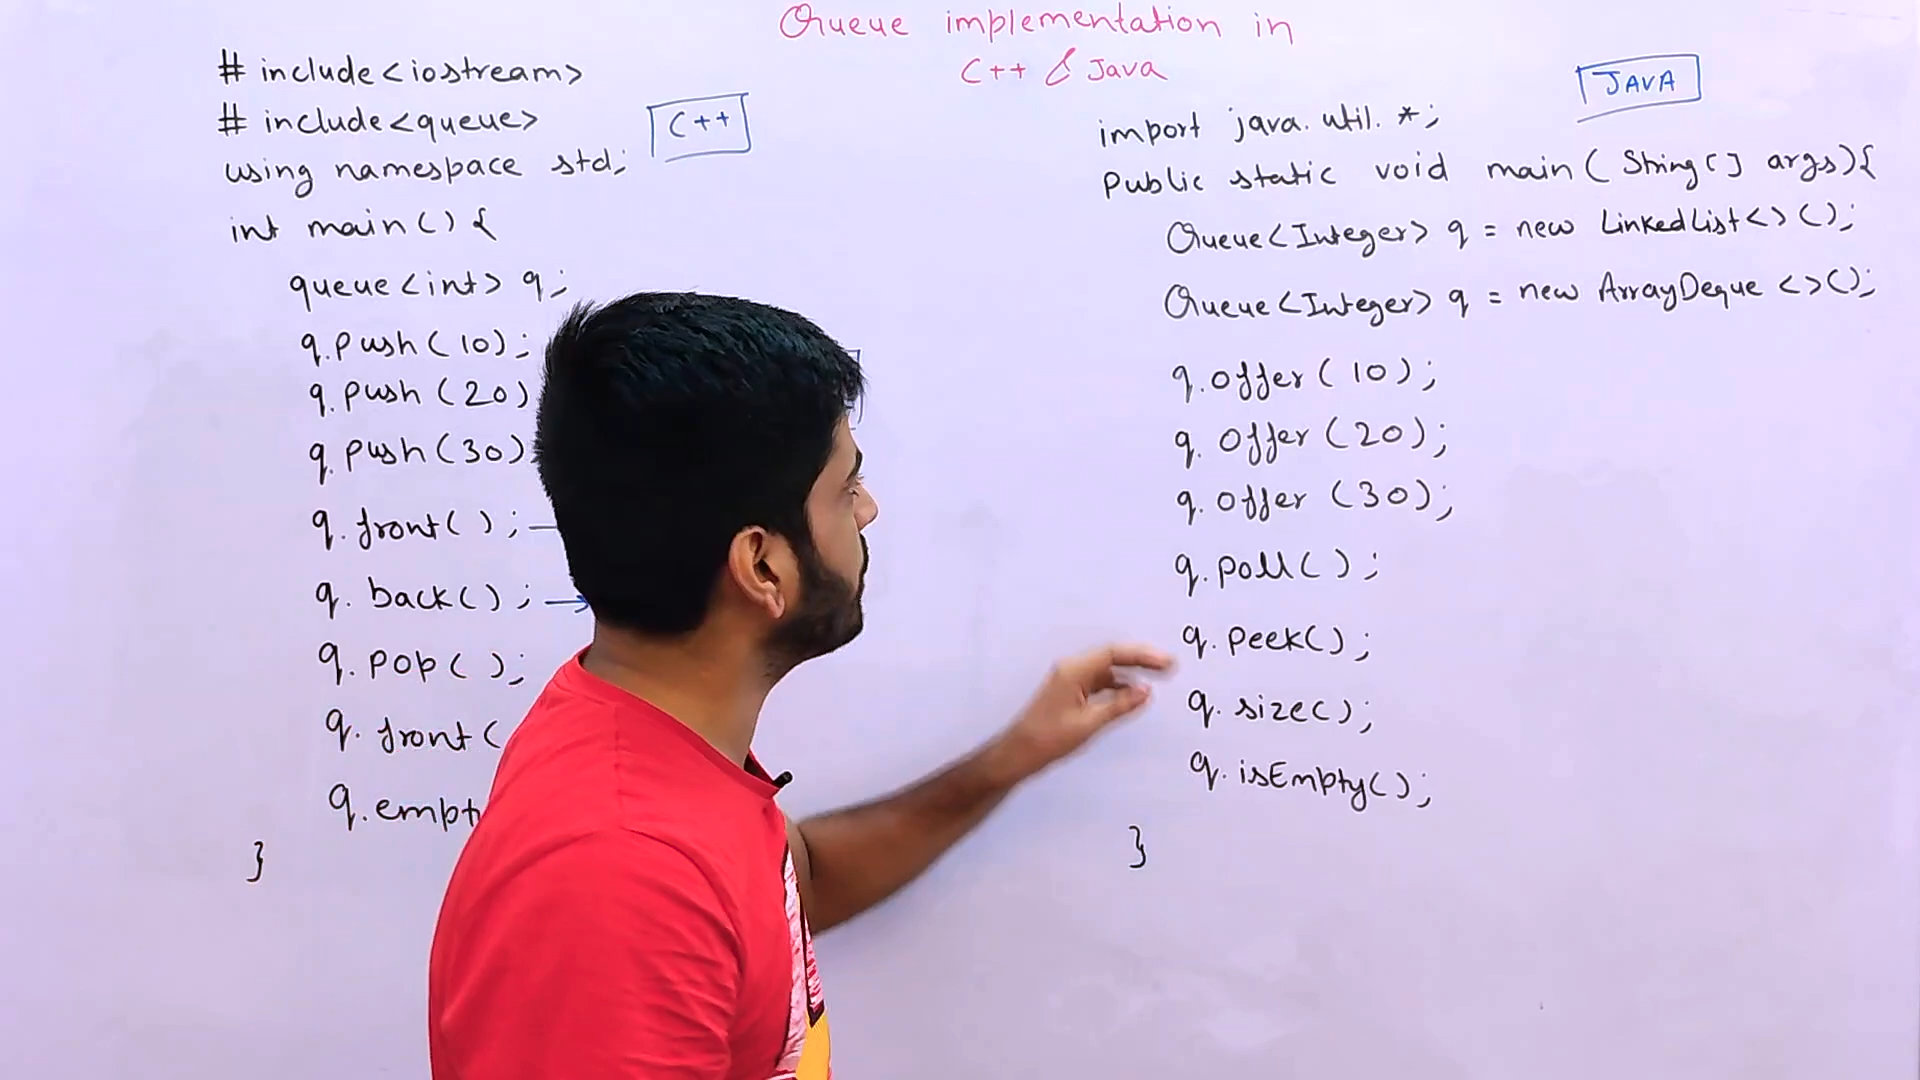 Queue implementation in
C++ & Java
# include<iostream>
# include<queue>
using namespace std;
int main() {
queue<int> q;
q.push(10);
q.push(20)
q.push(30);
q.front();
q.back();
q.pop();
q.front(
}
C++
JAVA
import java.util.*;
public static void main(String[] args){
Queue<Integer> q = new LinkedList<>();
Queue<Integer> q = new ArrayDeque<>();
q.offer(10);
q.offer(20);
q.offer(30);
q.poll();
q.peek();
q.size();
q.isEmpty();
}